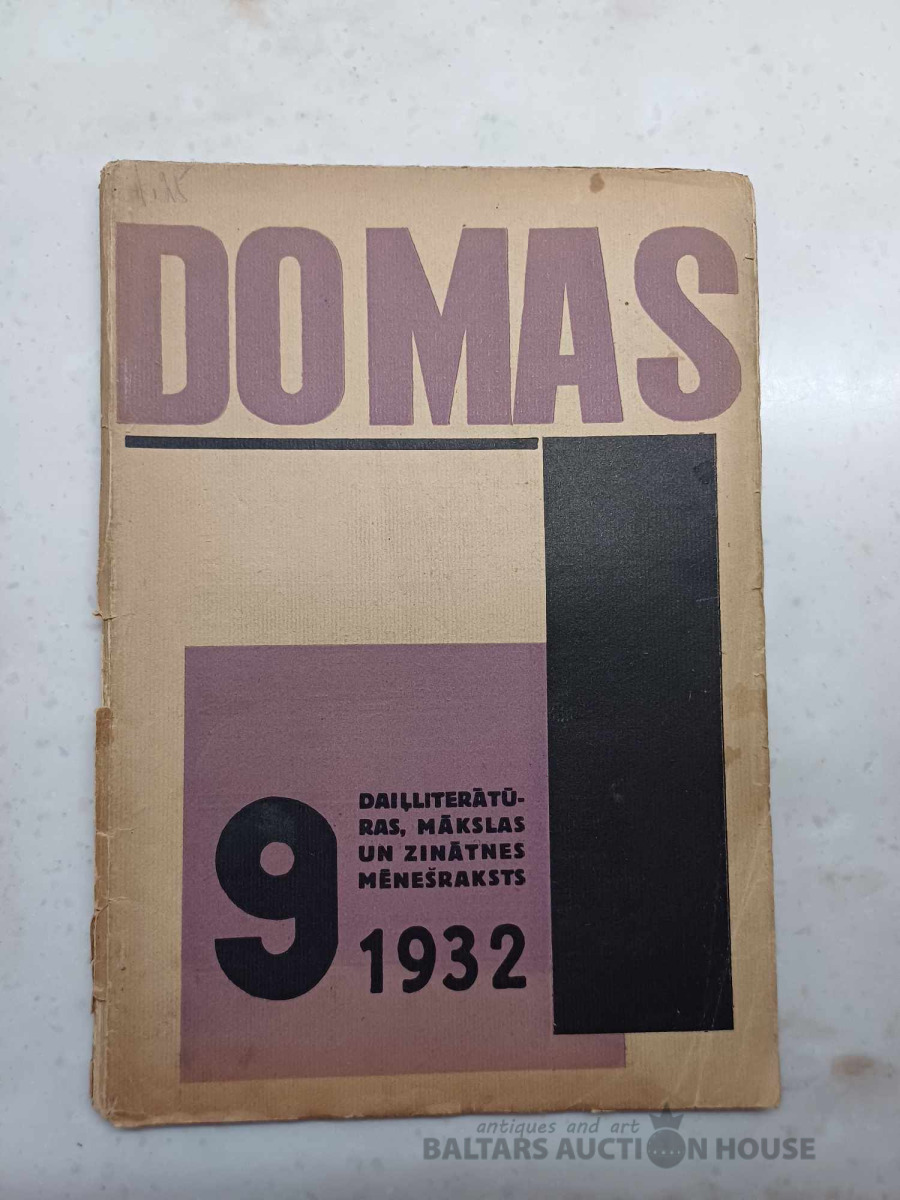 DOMAS
9
DAIĻLITERĀTŪ-
RAS, MĀKSLAS
UN ZINĀTNES
MĒNEŠRAKSTS
1932
antiques and art
BALTARS AUCTION HOUSE